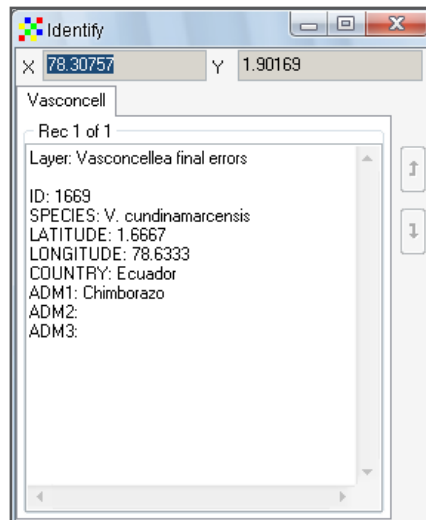 Identify
X 78.30757 Y 1.90169
Vasconcell
Rec 1 of 1
Layer: Vasconcellea final errors
ID: 1669
SPECIES: V. cundinamarcensis
LATITUDE: 1.6667
LONGITUDE: 78.6333
COUNTRY: Ecuador
ADM1: Chimborazo
ADM2:
ADM3: